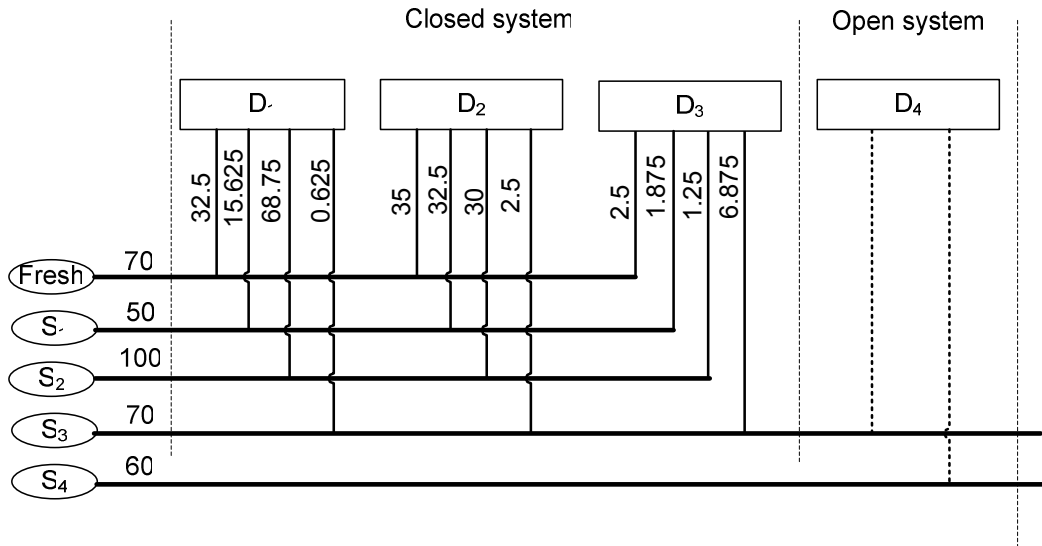 Closed system
Open system
D₂
D₃
D₄
32.5
15.625
68.75
0.625
35
32.5
30
2.5
2.5
1.875
1.25
6.875
Fresh
70
50
S₂
100
S₃
70
S₄
60